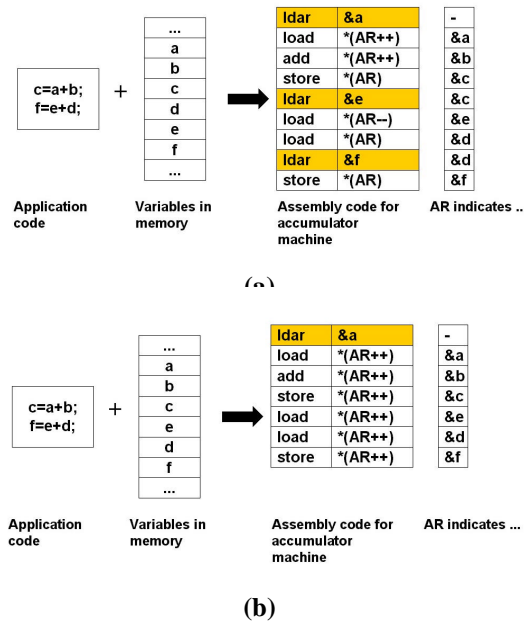 ...
a
b
c
d
e
f
...
c=a+b;
f=e+d;
+
ldar &a -
load *(AR++) &a
add *(AR++) &b
store *(AR) &c
ldar &e &c
load *(AR--) &e
load *(AR) &d
ldar &f &d
store *(AR) &f
Application code
Variables in memory
Assembly code for accumulator machine
AR indicates ..
(a)
...
a
b
c
e
d
f
...
c=a+b;
f=e+d;
+
ldar &a -
load *(AR++) &a
add *(AR++) &b
store *(AR++) &c
load *(AR++) &e
load *(AR++) &d
store *(AR++) &f
Application code
Variables in memory
Assembly code for accumulator machine
AR indicates ...
(b)